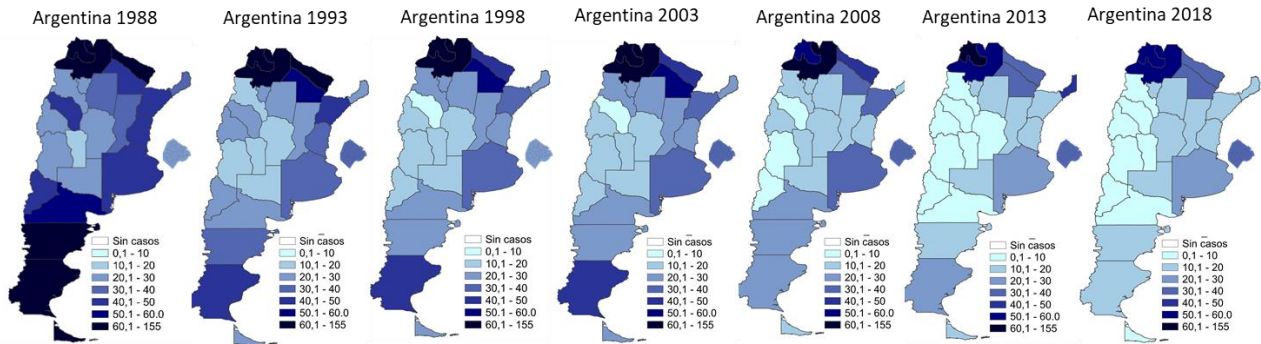 Argentina 1988
Argentina 1993
Argentina 1998
Argentina 2003
Argentina 2008
Argentina 2013
Argentina 2018
Sin casos
0,1 - 10
10,1 - 20
20,1 - 30
30,1 - 40
40,1 - 50
50.1 - 60.0
60,1 - 155
Sin casos
0,1 - 10
10,1 - 20
20,1 - 30
30,1 - 40
40,1 - 50
50.1 - 60.0
60,1 - 155
Sin casos
0,1 - 10
10,1 - 20
20,1 - 30
30,1 - 40
40,1 - 50
50.1 - 60.0
60,1 - 155
Sin casos
0,1 - 10
10,1 - 20
20,1 - 30
30,1 - 40
40,1 - 50
50.1 - 60.0
60,1 - 155
Sin casos
0,1 - 10
10,1 - 20
20,1 - 30
30,1 - 40
40,1 - 50
50.1 - 60.0
60,1 - 155
Sin casos
0,1 - 10
10,1 - 20
20,1 - 30
30,1 - 40
40,1 - 50
50.1 - 60.0
60,1 - 155
Sin casos
0,1 - 10
10,1 - 20
20,1 - 30
30,1 - 40
40,1 - 50
50.1 - 60.0
60,1 - 155